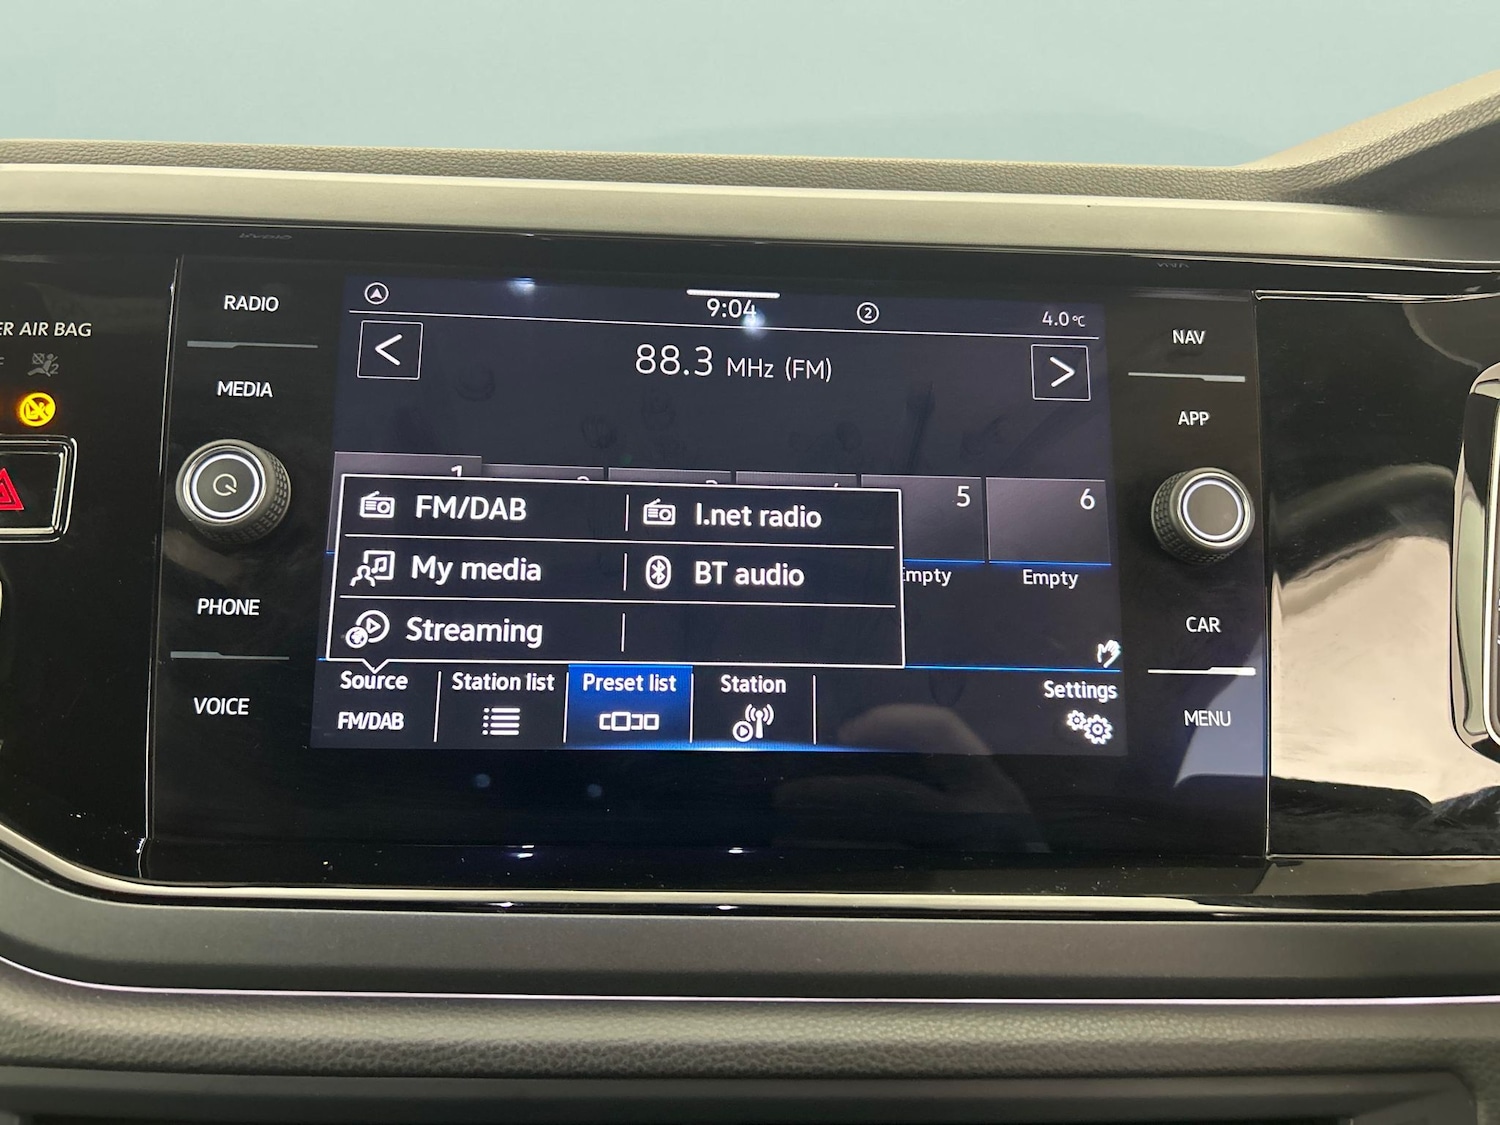 RADIO
MEDIA
PHONE
VOICE
ER AIR BAG
9:04
2
4.0°C
88.3 MHz (FM)
1
5
6
FM/DAB
I.net radio
My media
BT audio
Streaming
Empty
Source
FM/DAB
Station list
Preset list
Station
Settings
NAV
APP
CAR
MENU